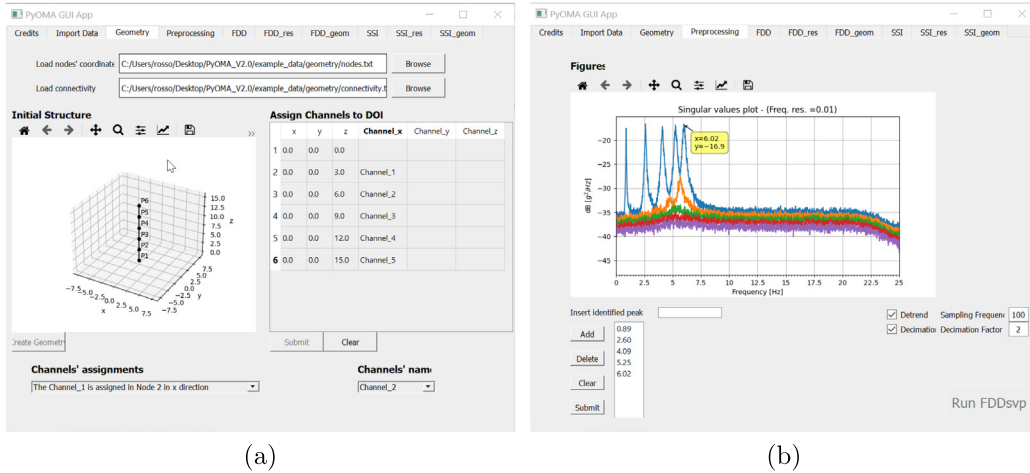 PyOMA GUI App
Credits Import Data Geometry Preprocessing FDD FDD_res FDD_geom SSI SSI_res SSI_geom
Load nodes' coordinate C:/Users/rosso/Desktop/PyOMA_V2.0/example_data/geometry/nodes.txt Browse
Load connectivity C:/Users/rosso/Desktop/PyOMA_V2.0/example_data/geometry/connectivity.t Browse
Initial Structure
Assign Channels to DOI
x y z Channel_x Channel_y Channel_z
1 0.0 0.0 0.0
2 0.0 0.0 3.0 Channel_1
3 0.0 0.0 6.0 Channel_2
4 0.0 0.0 9.0 Channel_3
5 0.0 0.0 12.0 Channel_4
6 0.0 0.0 15.0 Channel_5
P6
P5
P4
P3
P2
P1
15.0
12.5
10.0
7.5
5.0
2.5
0.0
z
7.5
5.0
2.5
0.0
−2.5
−5.0
−7.5
y
−7.5 −5.0 −2.5 0.0 2.5 5.0 7.5
x
Create Geometr
Submit Clear
Channels' assignments
The Channel_1 is assigned in Node 2 in x direction
Channels' name
Channel_2
(a)
PyOMA GUI App
Credits Import Data Geometry Preprocessing FDD FDD_res FDD_geom SSI SSI_res SSI_geom
Figures
Singular values plot - (Freq. res. =0.01)
x=6.02
y=−16.9
−20
−25
−30
−35
−40
−45
dB [g²/Hz]
0 2.5 5 7.5 10 12.5 15 17.5 20 22.5 25
Frequency [Hz]
Insert identified peak
Add
Delete
Clear
Submit
0.89
2.60
4.09
5.25
6.02
Detrend Sampling Frequen 100
Decimatio Decimation Factor 2
Run FDDsvp
(b)